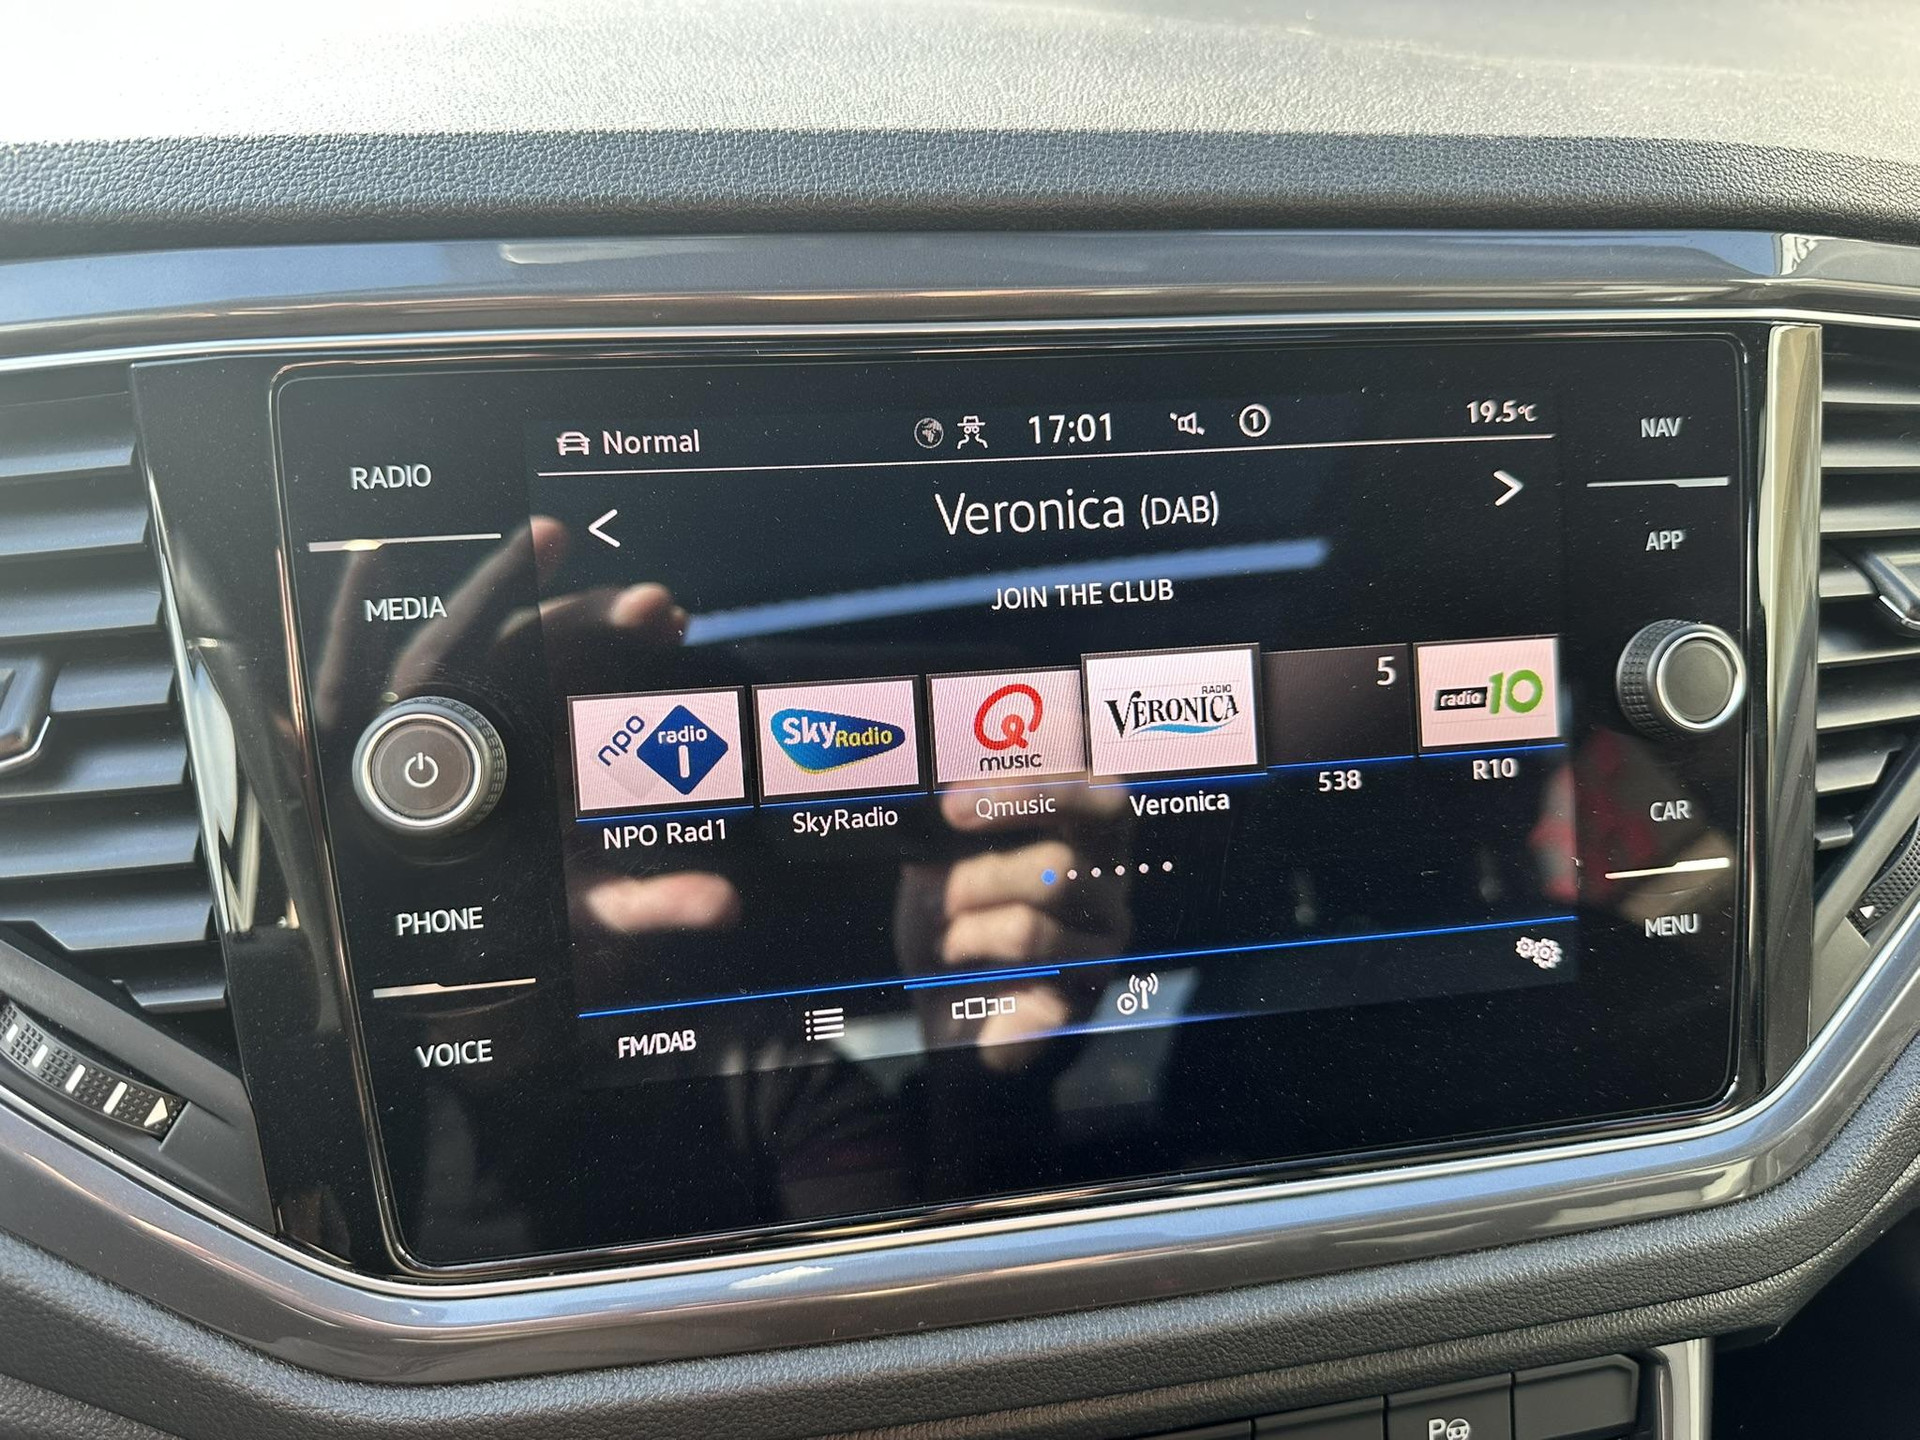 Normal
17:01
1
19.5°C
RADIO
MEDIA
PHONE
VOICE
Veronica (DAB)
JOIN THE CLUB
npo radio 1
Sky Radio
Q music
RADIO VERONICA
5
radio 10
NPO Rad1
SkyRadio
Qmusic
Veronica
538
R10
FM/DAB
NAV
APP
CAR
MENU
P